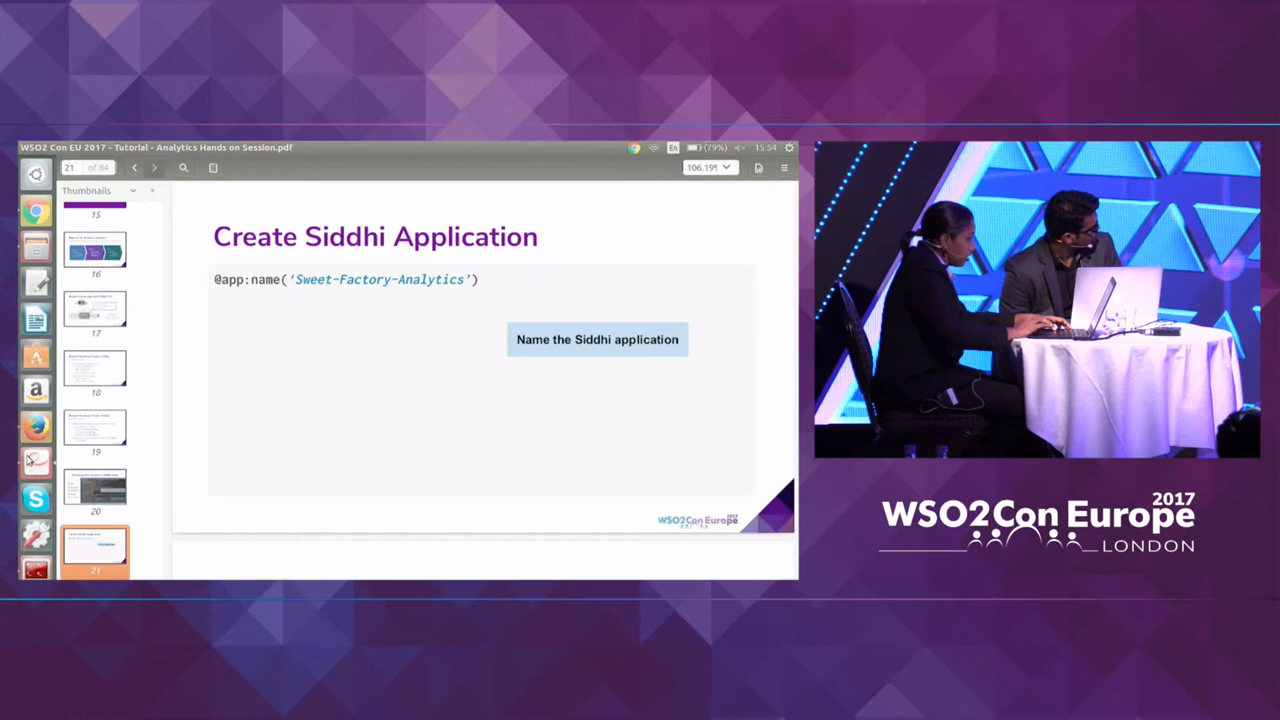 WSO2 Con EU 2017 - Tutorial - Analytics Hands on Session.pdf
En
(79%)
15:54
21
of 84
106.19%
Thumbnails
15
16
17
18
19
20
21
Create Siddhi Application
@app:name(‘Sweet-Factory-Analytics’)
Name the Siddhi application
WSO2Con Europe 2017
2017
WSO2Con Europe
LONDON